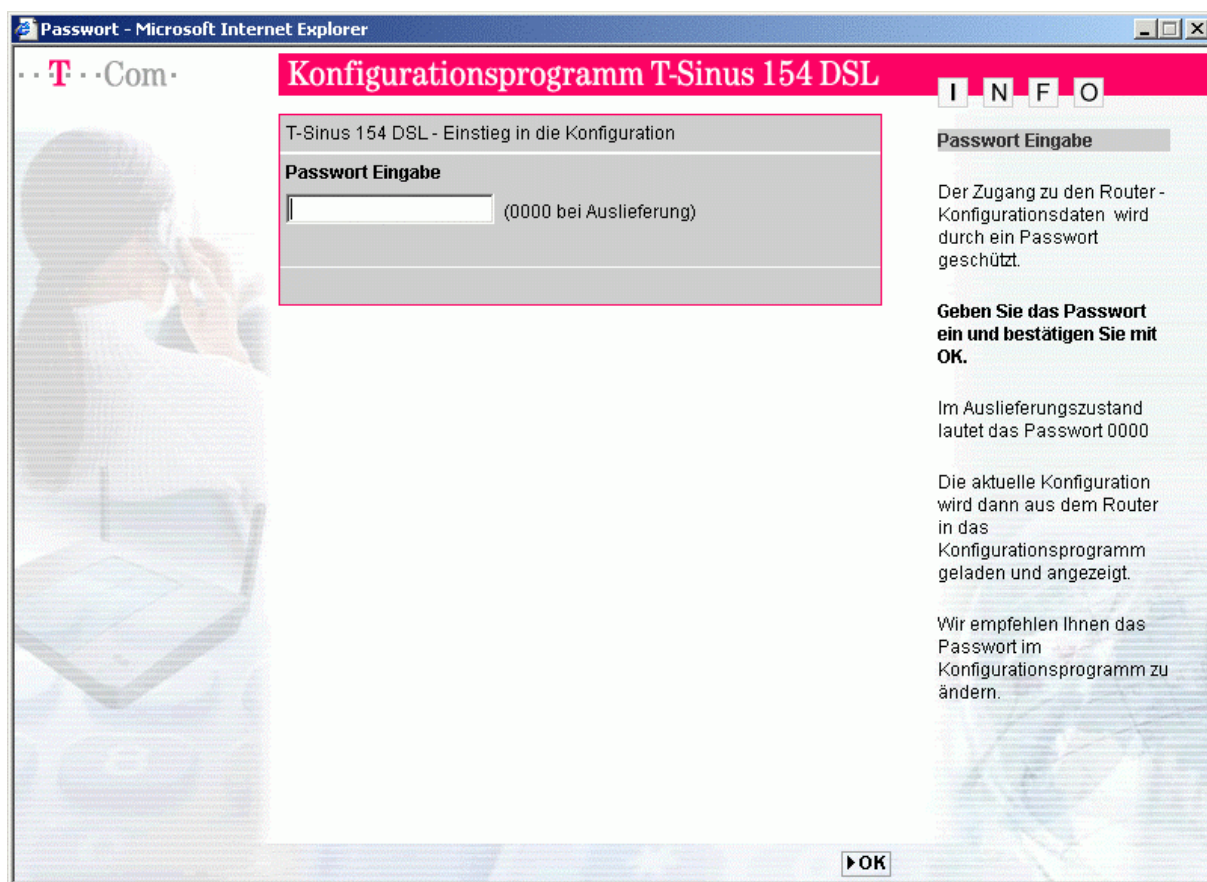 Passwort - Microsoft Internet Explorer
· · T · · Com ·
Konfigurationsprogramm T-Sinus 154 DSL
T-Sinus 154 DSL - Einstieg in die Konfiguration
Passwort Eingabe
(0000 bei Auslieferung)
I N F O
Passwort Eingabe
Der Zugang zu den Router -
Konfigurationsdaten wird
durch ein Passwort
geschützt.
Geben Sie das Passwort
ein und bestätigen Sie mit
OK.
Im Auslieferungszustand
lautet das Passwort 0000
Die aktuelle Konfiguration
wird dann aus dem Router
in das
Konfigurationsprogramm
geladen und angezeigt.
Wir empfehlen Ihnen das
Passwort im
Konfigurationsprogramm zu
ändern.
OK